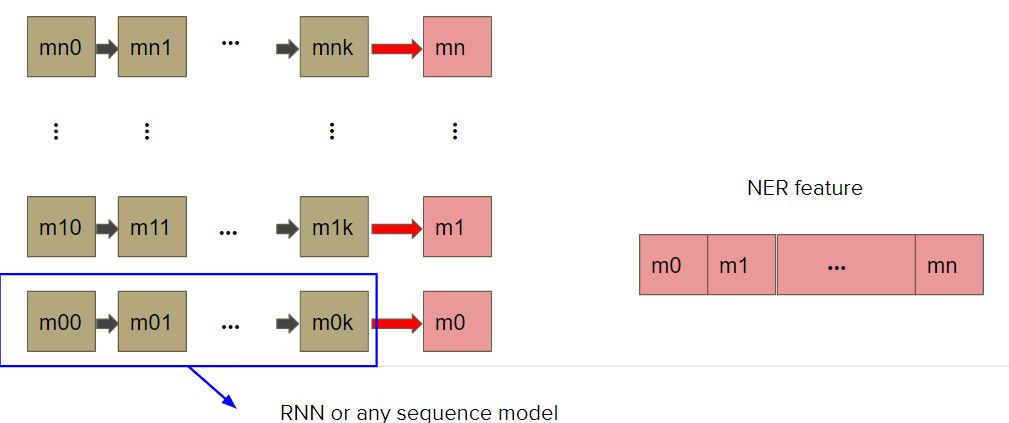 mn0 mn1 ... mnk mn
⋮ ⋮ ⋮ ⋮
NER feature
m10 m11 ... m1k m1
m0 m1 ... mn
m00 m01 ... m0k m0
RNN or any sequence model